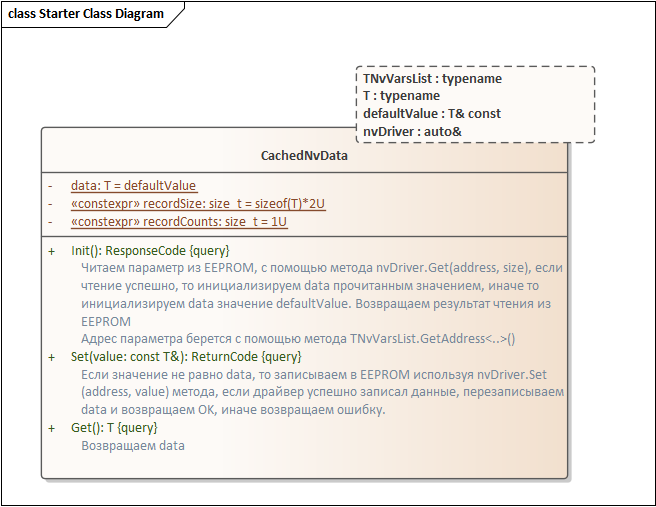 class Starter Class Diagram
TNvVarsList : typename
T : typename
defaultValue : T& const
nvDriver : auto&
CachedNvData
- data: T = defaultValue
- «constexpr» recordSize: size_t = sizeof(T)*2U
- «constexpr» recordCounts: size_t = 1U
+ Init(): ResponseCode {query}
Читаем параметр из EEPROM, с помощью метода nvDriver.Get(address, size), если
чтение успешно, то инициализируем data прочитанным значением, иначе то
инициализируем data значение defaultValue. Возвращаем результат чтения из
EEPROM
Адрес параметра берется с помощью метода TNvVarsList.GetAddress<..>()
+ Set(value: const T&): ReturnCode {query}
Если значение не равно data, то записываем в EEPROM используя nvDriver.Set
(address, value) метода, если драйвер успешно записал данные, перезаписываем
data и возвращаем OK, иначе возвращаем ошибку.
+ Get(): T {query}
Возвращаем data